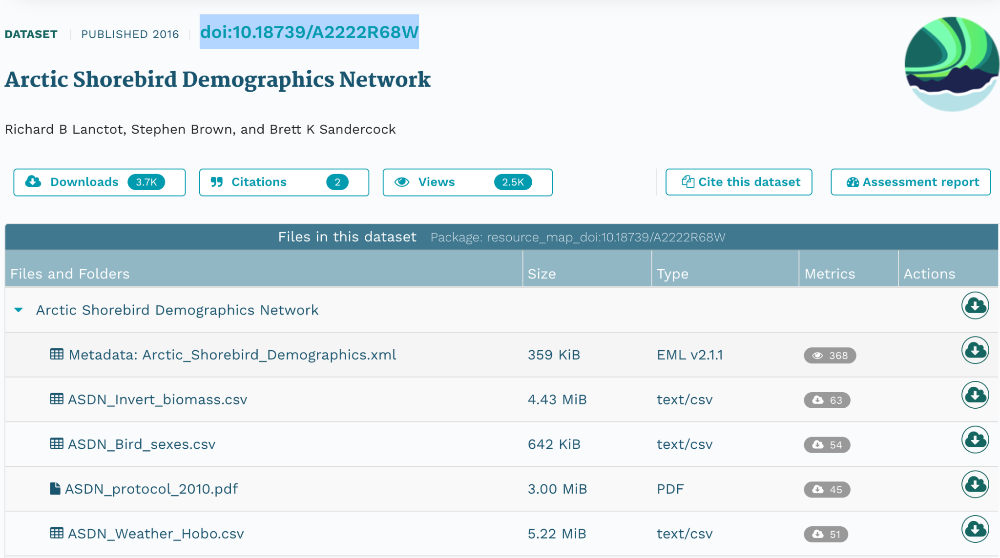 DATASET PUBLISHED 2016 doi:10.18739/A2222R68W
Arctic Shorebird Demographics Network
Richard B Lanctot, Stephen Brown, and Brett K Sandercock
Downloads 3.7K Citations 2 Views 2.5K Cite this dataset Assessment report
Files in this dataset Package: resource_map_doi:10.18739/A2222R68W
Files and Folders Size Type Metrics Actions
Arctic Shorebird Demographics Network
Metadata: Arctic_Shorebird_Demographics.xml 359 KiB EML v2.1.1 368
ASDN_Invert_biomass.csv 4.43 MiB text/csv 63
ASDN_Bird_sexes.csv 642 KiB text/csv 54
ASDN_protocol_2010.pdf 3.00 MiB PDF 45
ASDN_Weather_Hobo.csv 5.22 MiB text/csv 51